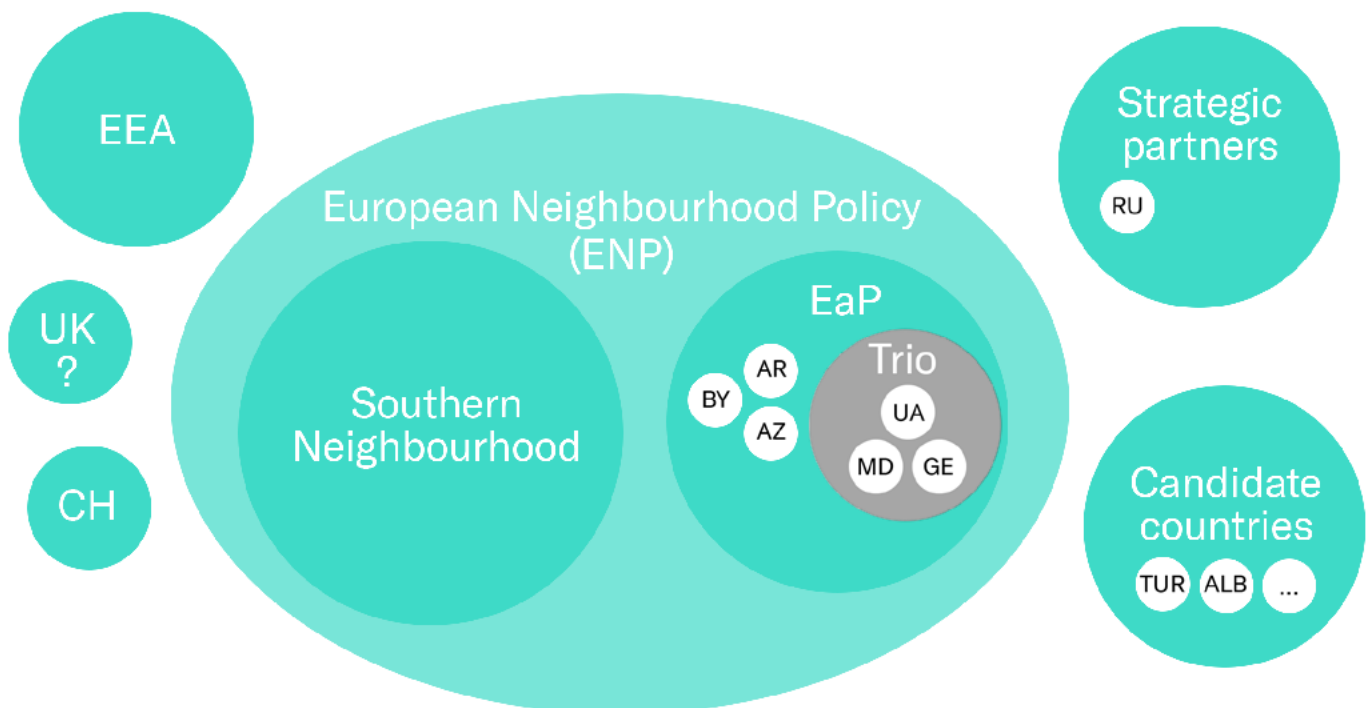 EEA
UK
?
CH
European Neighbourhood Policy
(ENP)
Southern
Neighbourhood
EaP
BY
AR
AZ
Trio
UA
MD
GE
Strategic
partners
RU
Candidate
countries
TUR
ALB
...